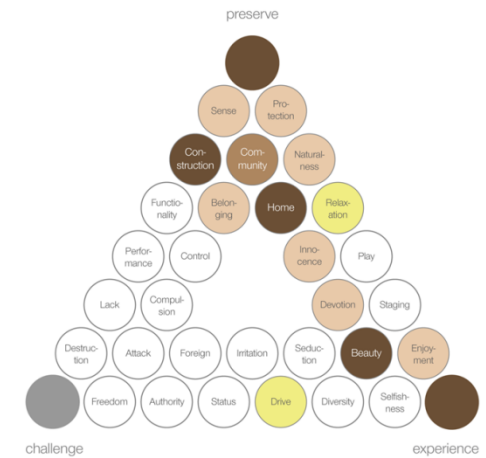 preserve
Sense
Pro-
tection
Con-
struction
Com-
munity
Natural-
ness
Functio-
nality
Belon-
ging
Home
Relax-
ation
Perfor-
mance
Control
Inno-
cence
Play
Lack
Compul-
sion
Devotion
Staging
Destruc-
tion
Attack
Foreign
Irritation
Seduc-
tion
Beauty
Enjoy-
ment
Freedom
Authority
Status
Drive
Diversity
Selfish-
ness
challenge
experience